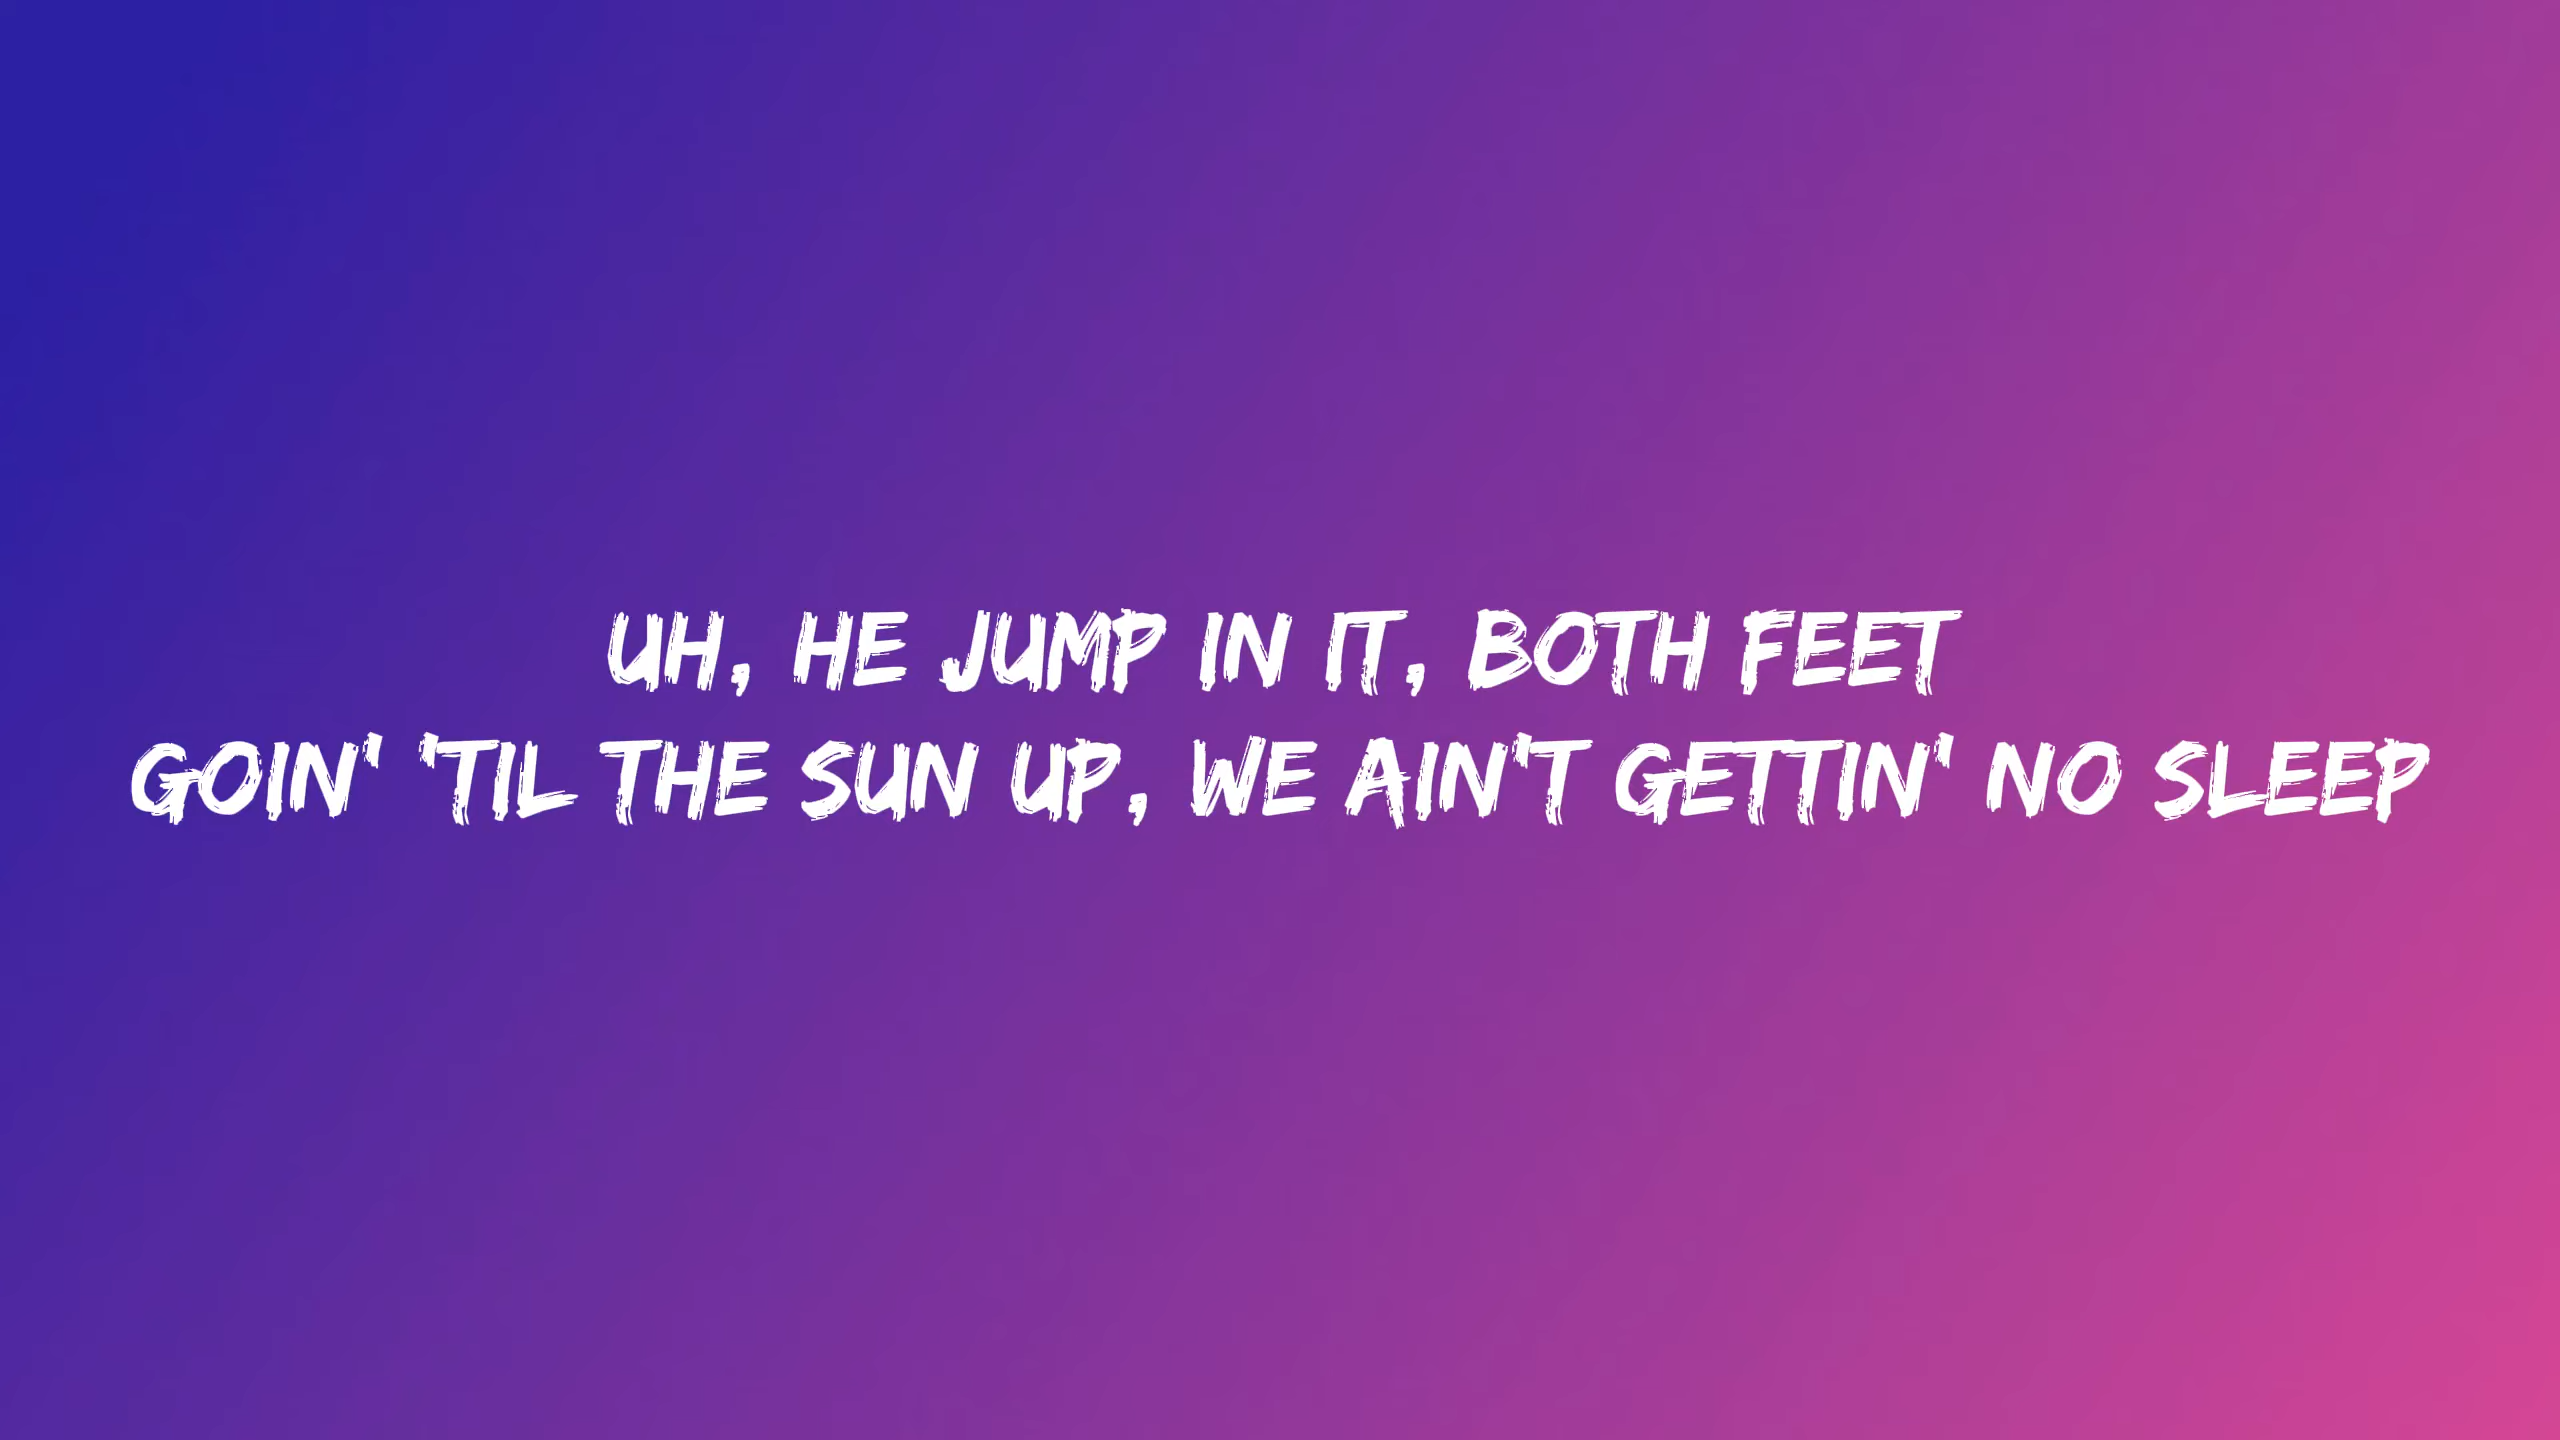 UH, HE JUMP IN IT, BOTH FEET
GOIN' 'TIL THE SUN UP, WE AIN'T GETTIN' NO SLEEP